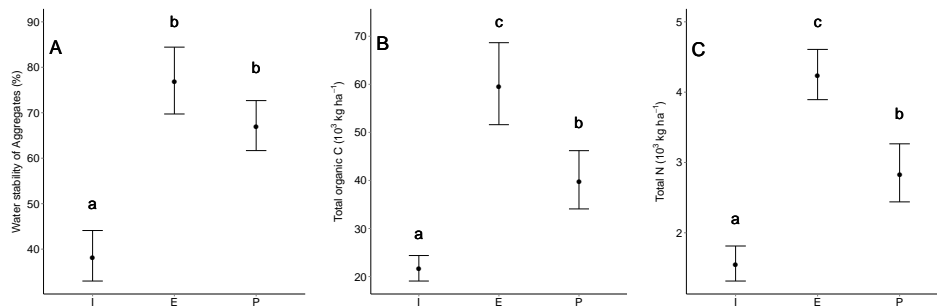 A
Water stability of Aggregates (%)
90
80
70
60
50
40
a
b
b
I
E
P
B
Total organic C (10³ kg ha⁻¹)
70
60
50
40
30
20
a
c
b
I
E
P
C
Total N (10³ kg ha⁻¹)
5
4
3
2
a
c
b
I
E
P